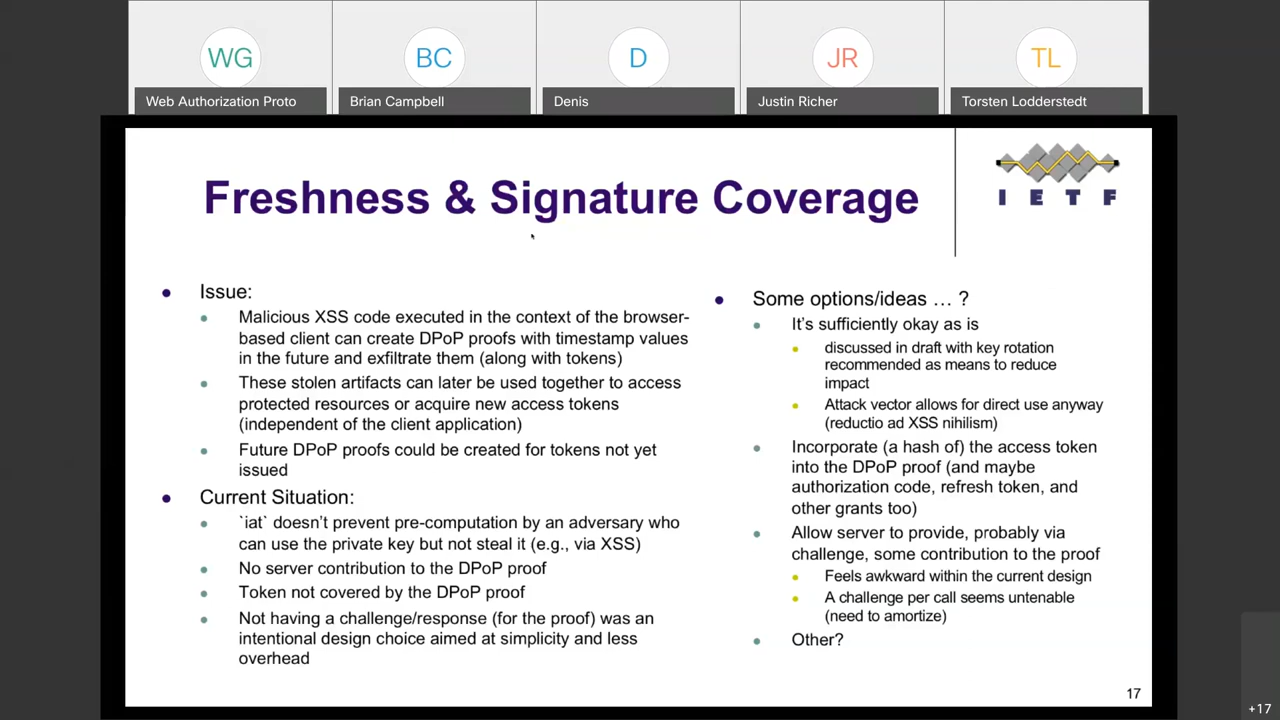 WG
BC
D
JR
TL
Web Authorization Proto
Brian Campbell
Denis
Justin Richer
Torsten Lodderstedt
Freshness & Signature Coverage
I E T F
• Issue:
• Malicious XSS code executed in the context of the browser-
based client can create DPoP proofs with timestamp values
in the future and exfiltrate them (along with tokens)
• These stolen artifacts can later be used together to access
protected resources or acquire new access tokens
(independent of the client application)
• Future DPoP proofs could be created for tokens not yet
issued
• Current Situation:
• `iat` doesn’t prevent pre-computation by an adversary who
can use the private key but not steal it (e.g., via XSS)
• No server contribution to the DPoP proof
• Token not covered by the DPoP proof
• Not having a challenge/response (for the proof) was an
intentional design choice aimed at simplicity and less
overhead
• Some options/ideas … ?
• It’s sufficiently okay as is
• discussed in draft with key rotation
recommended as means to reduce
impact
• Attack vector allows for direct use anyway
(reductio ad XSS nihilism)
• Incorporate (a hash of) the access token
into the DPoP proof (and maybe
authorization code, refresh token, and
other grants too)
• Allow server to provide, probably via
challenge, some contribution to the proof
• Feels awkward within the current design
• A challenge per call seems untenable
(need to amortize)
• Other?
17
+17